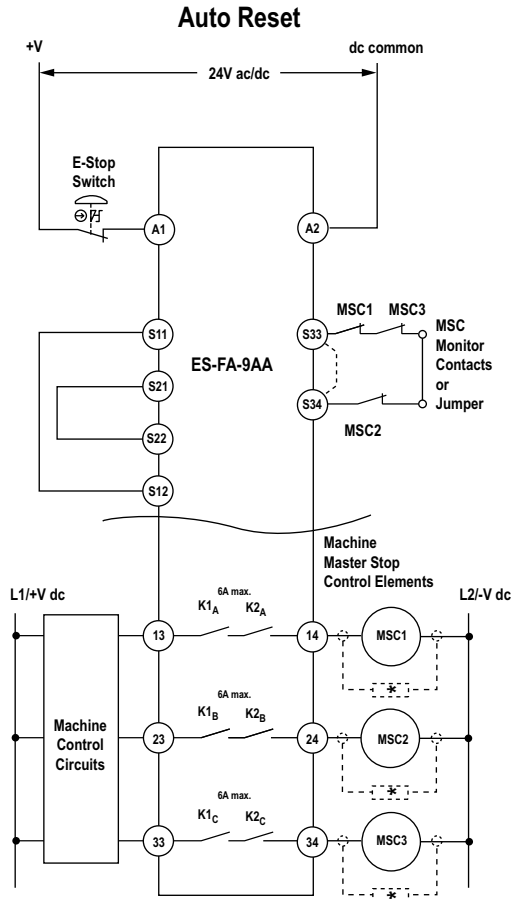 Auto Reset
+V
dc common
24V ac/dc
E-Stop
Switch
A1
A2
S11
S33
MSC1 MSC3
MSC
Monitor
Contacts
or
Jumper
ES-FA-9AA
S21
S34
MSC2
S22
S12
Machine
Master Stop
Control Elements
L1/+V dc
L2/-V dc
6A max.
K1A K2A
13
14
MSC1
*
Machine
Control
Circuits
6A max.
K1B K2B
23
24
MSC2
*
6A max.
K1C K2C
33
34
MSC3
*